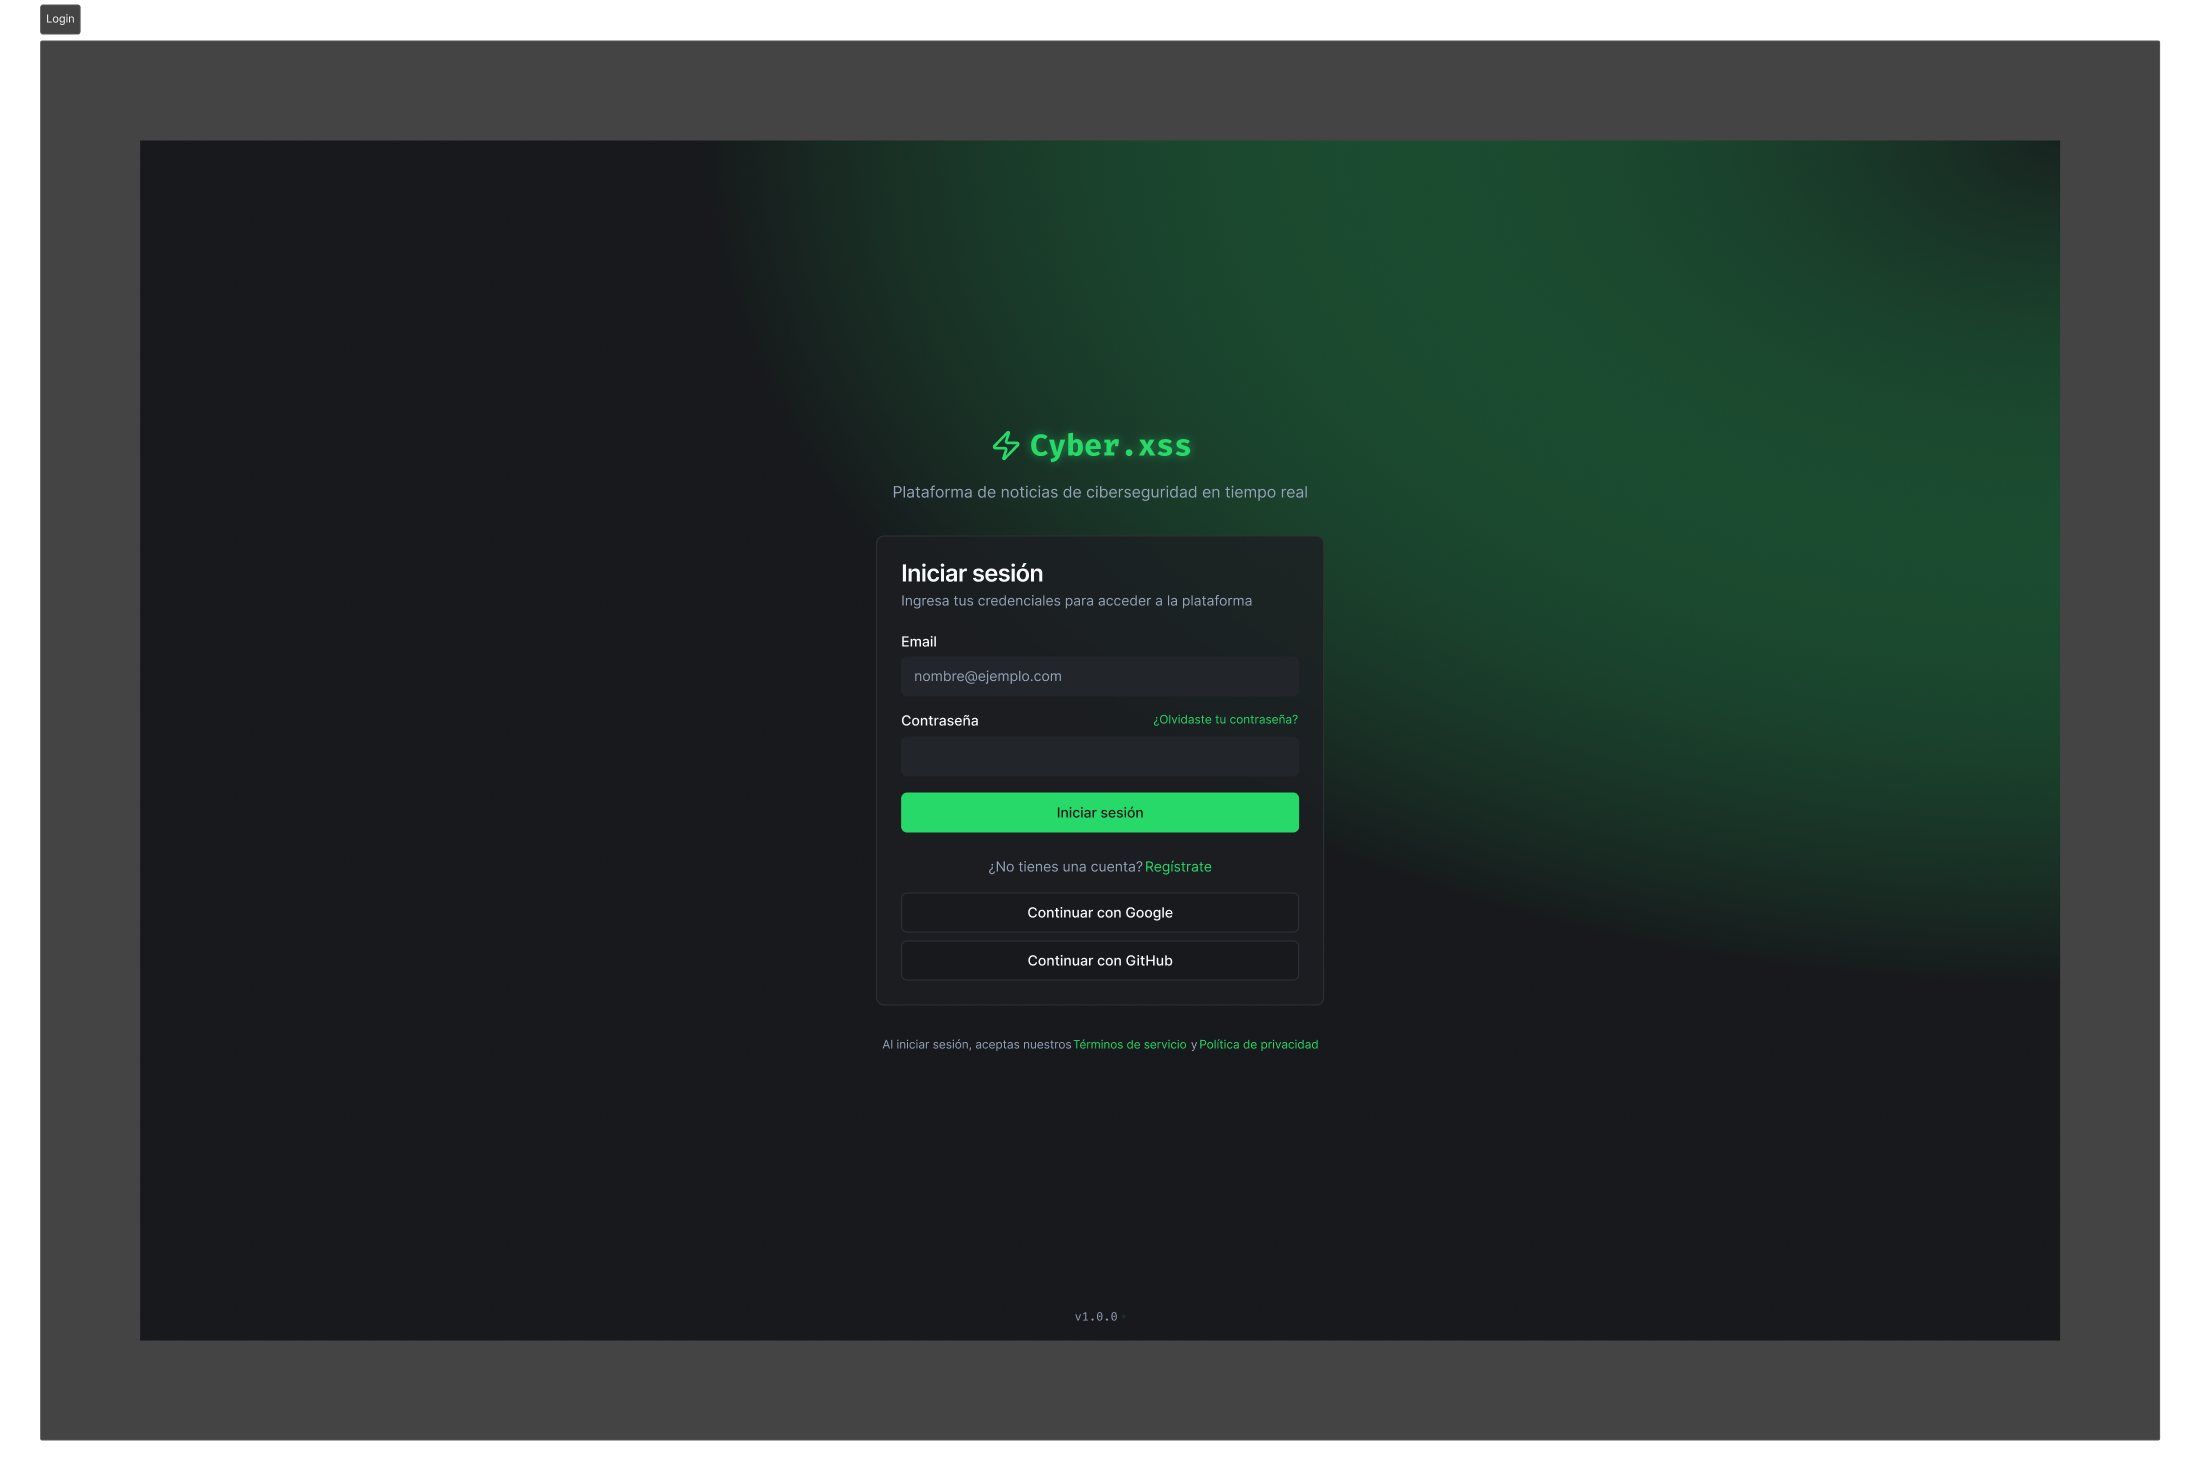 Login
Cyber.xss
Plataforma de noticias de ciberseguridad en tiempo real
Iniciar sesión
Ingresa tus credenciales para acceder a la plataforma
Email
nombre@ejemplo.com
Contraseña ¿Olvidaste tu contraseña?
Iniciar sesión
¿No tienes una cuenta? Regístrate
Continuar con Google
Continuar con GitHub
Al iniciar sesión, aceptas nuestros Términos de servicio y Política de privacidad
v1.0.0